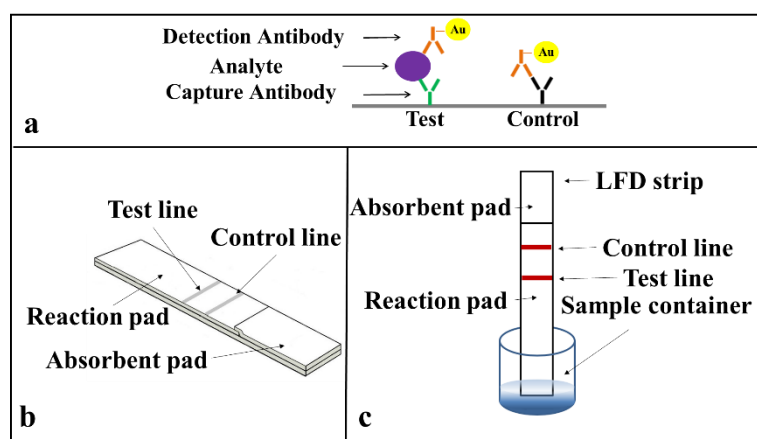 Detection Antibody
Au
Analyte
Au
Capture Antibody
a
Test
Control
Test line
Control line
Reaction pad
Absorbent pad
b
LFD strip
Absorbent pad
Control line
Test line
Reaction pad
Sample container
c